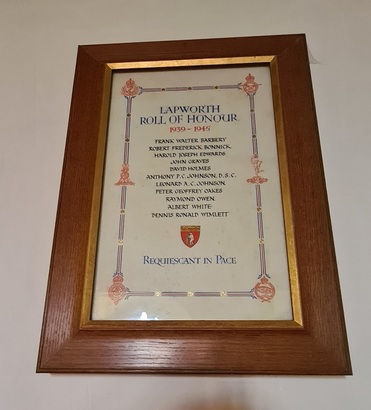 LAPWORTH
ROLL OF HONOUR
1939 - 1945
FRANK WALTER BARBERY
ROBERT FREDERICK BONNICK
HAROLD JOSEPH EDWARDS
JOHN GRAVES
DAVID HOLMES
ANTHONY P.C. JOHNSON, D.S.C.
LEONARD A.C. JOHNSON
PETER GEOFFREY OAKES
RAYMOND OWEN
ALBERT WHITE
DENNIS RONALD WIMLETT
REQUIESCANT IN PACE